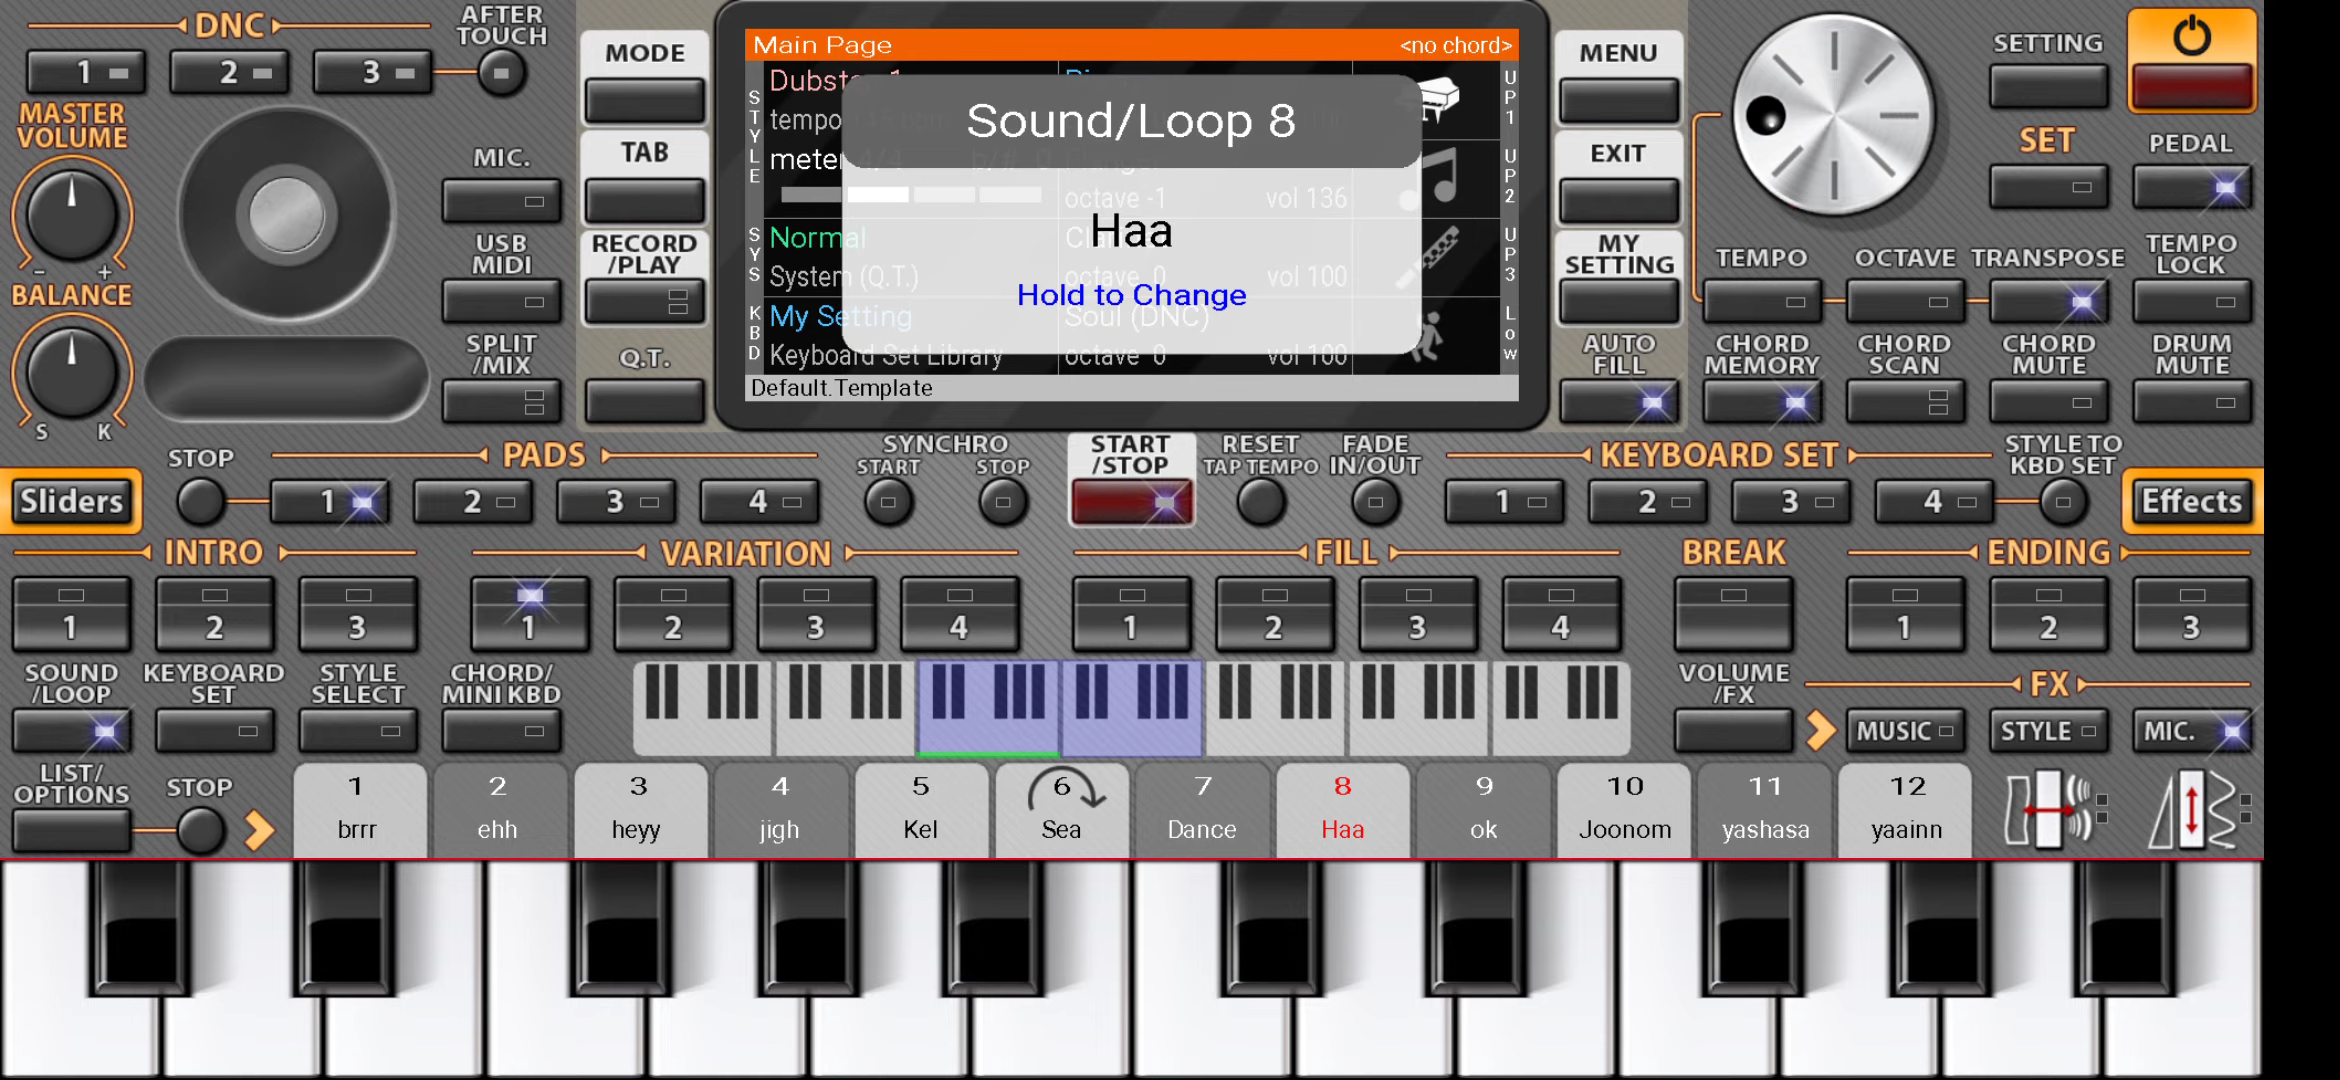 DNC
1
2
3
AFTER
TOUCH
MASTER
VOLUME
- +
BALANCE
S K
MIC.
USB
MIDI
SPLIT
/MIX
MODE
TAB
RECORD
/PLAY
Q.T.
Main Page
<no chord>
STYLE
tempo
mete
octave -1
vol 136
SYS
Normal
System (Q.T.)
octave 0
vol 100
KBD
My Setting
Soul (DNC)
Keyboard Set Library
octave 0
vol 100
UP1
UP2
UP3
Low
Default.Template
Sound/Loop 8
Haa
Hold to Change
MENU
EXIT
MY
SETTING
AUTO
FILL
SETTING
SET
PEDAL
TEMPO
OCTAVE
TRANSPOSE
TEMPO
LOCK
CHORD
MEMORY
CHORD
SCAN
CHORD
MUTE
DRUM
MUTE
Sliders
STOP
PADS
1
2
3
4
SYNCHRO
START
STOP
START
/STOP
RESET
TAP TEMPO
FADE
IN/OUT
KEYBOARD SET
1
2
3
4
STYLE TO
KBD SET
Effects
INTRO
1
2
3
VARIATION
1
2
3
4
FILL
1
2
3
4
BREAK
ENDING
1
2
3
SOUND
/LOOP
KEYBOARD
SET
STYLE
SELECT
CHORD/
MINI KBD
VOLUME
/FX
FX
MUSIC
STYLE
MIC.
LIST/
OPTIONS
STOP
1
brrr
2
ehh
3
heyy
4
jigh
5
Kel
6
Sea
7
Dance
8
Haa
9
ok
10
Joonom
11
yashasa
12
yaainn